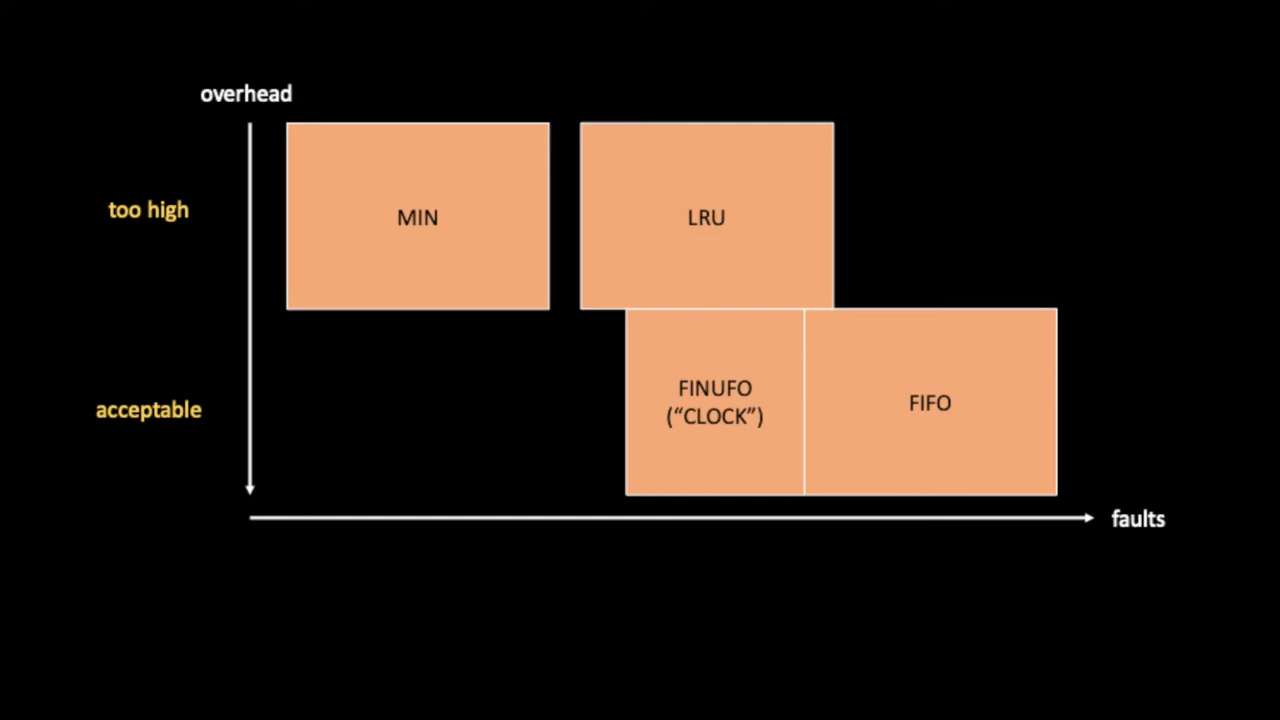 overhead
too high
MIN
LRU
acceptable
FINUFO
(“CLOCK”)
FIFO
faults